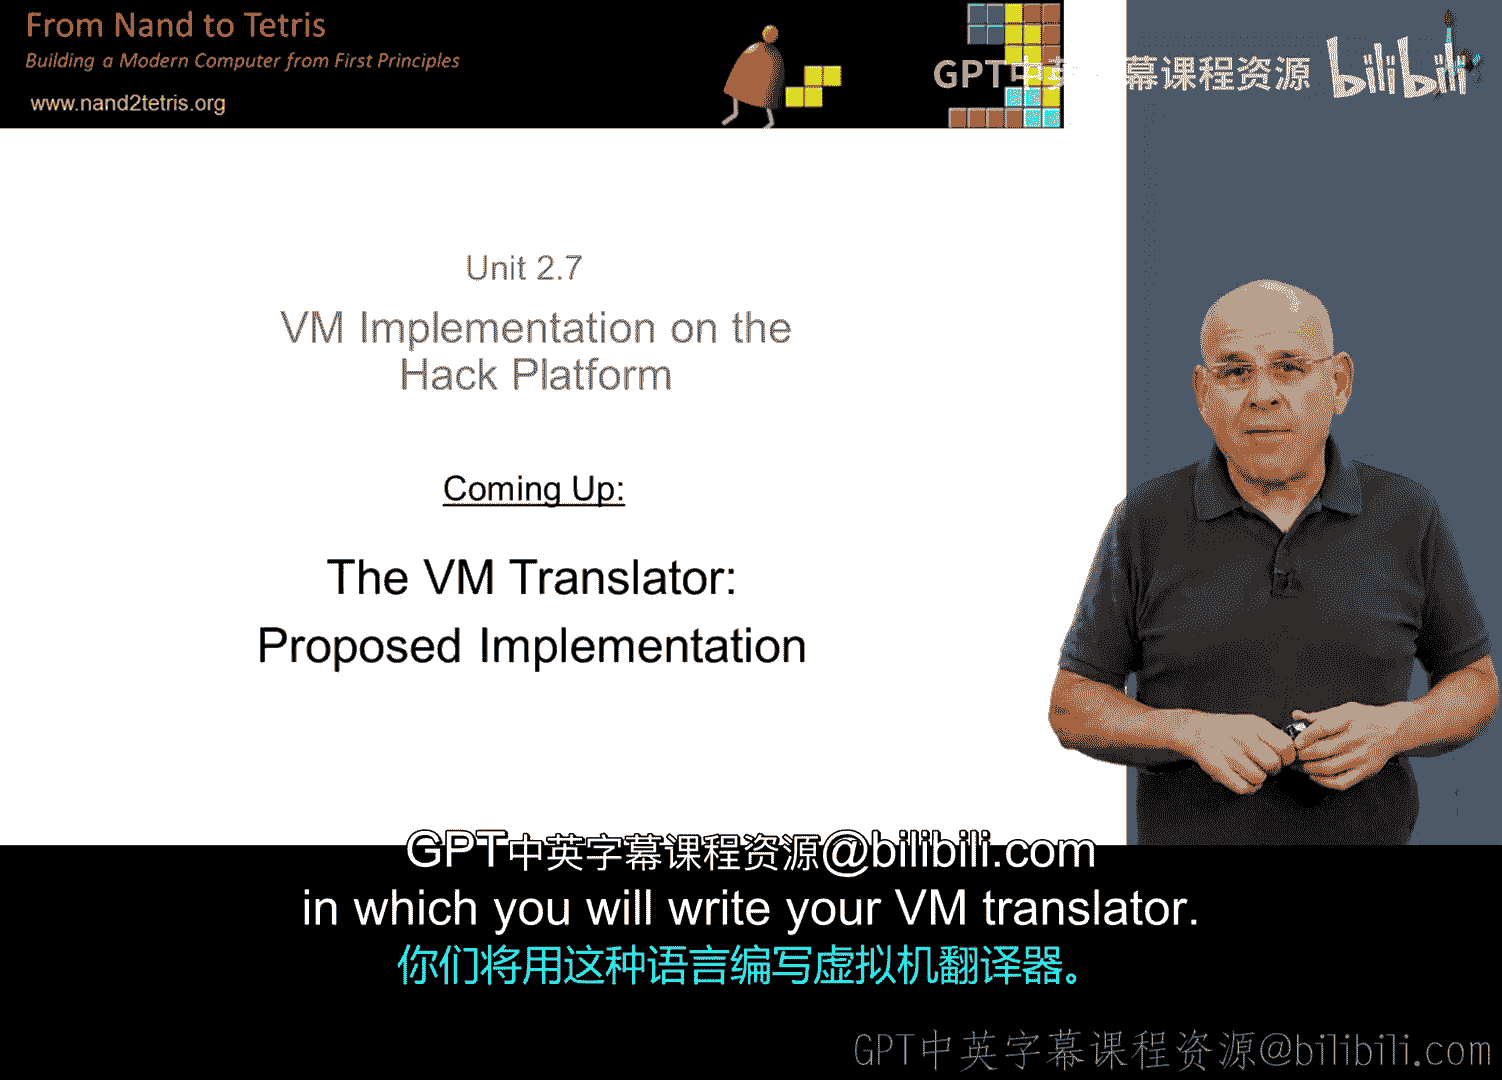 From Nand to Tetris
Building a Modern Computer from First Principles
www.nand2tetris.org
GPT中英字幕课程资源 bilibili
Unit 2.7
VM Implementation on the
Hack Platform
Coming Up:
The VM Translator:
Proposed Implementation
GPT中英字幕课程资源@bilibili.com
in which you will write your VM translator.
你们将用这种语言编写虚拟机翻译器。
GPT中英字幕课程资源@bilibili.com